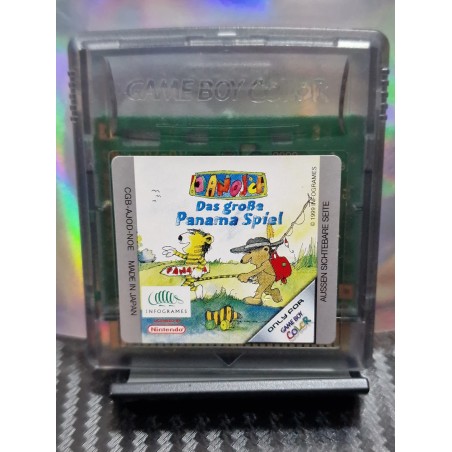 GAME BOY COLOR
JANOSCH
Das große
Panama Spiel
CGB-AJOD-NOE
MADE IN JAPAN
© 1999 INFOGRAMES
AUSSEN SICHTBARE SEITE
PANAMA
INFOGRAMES
Nintendo
ONLY FOR
GAME BOY
COLOR